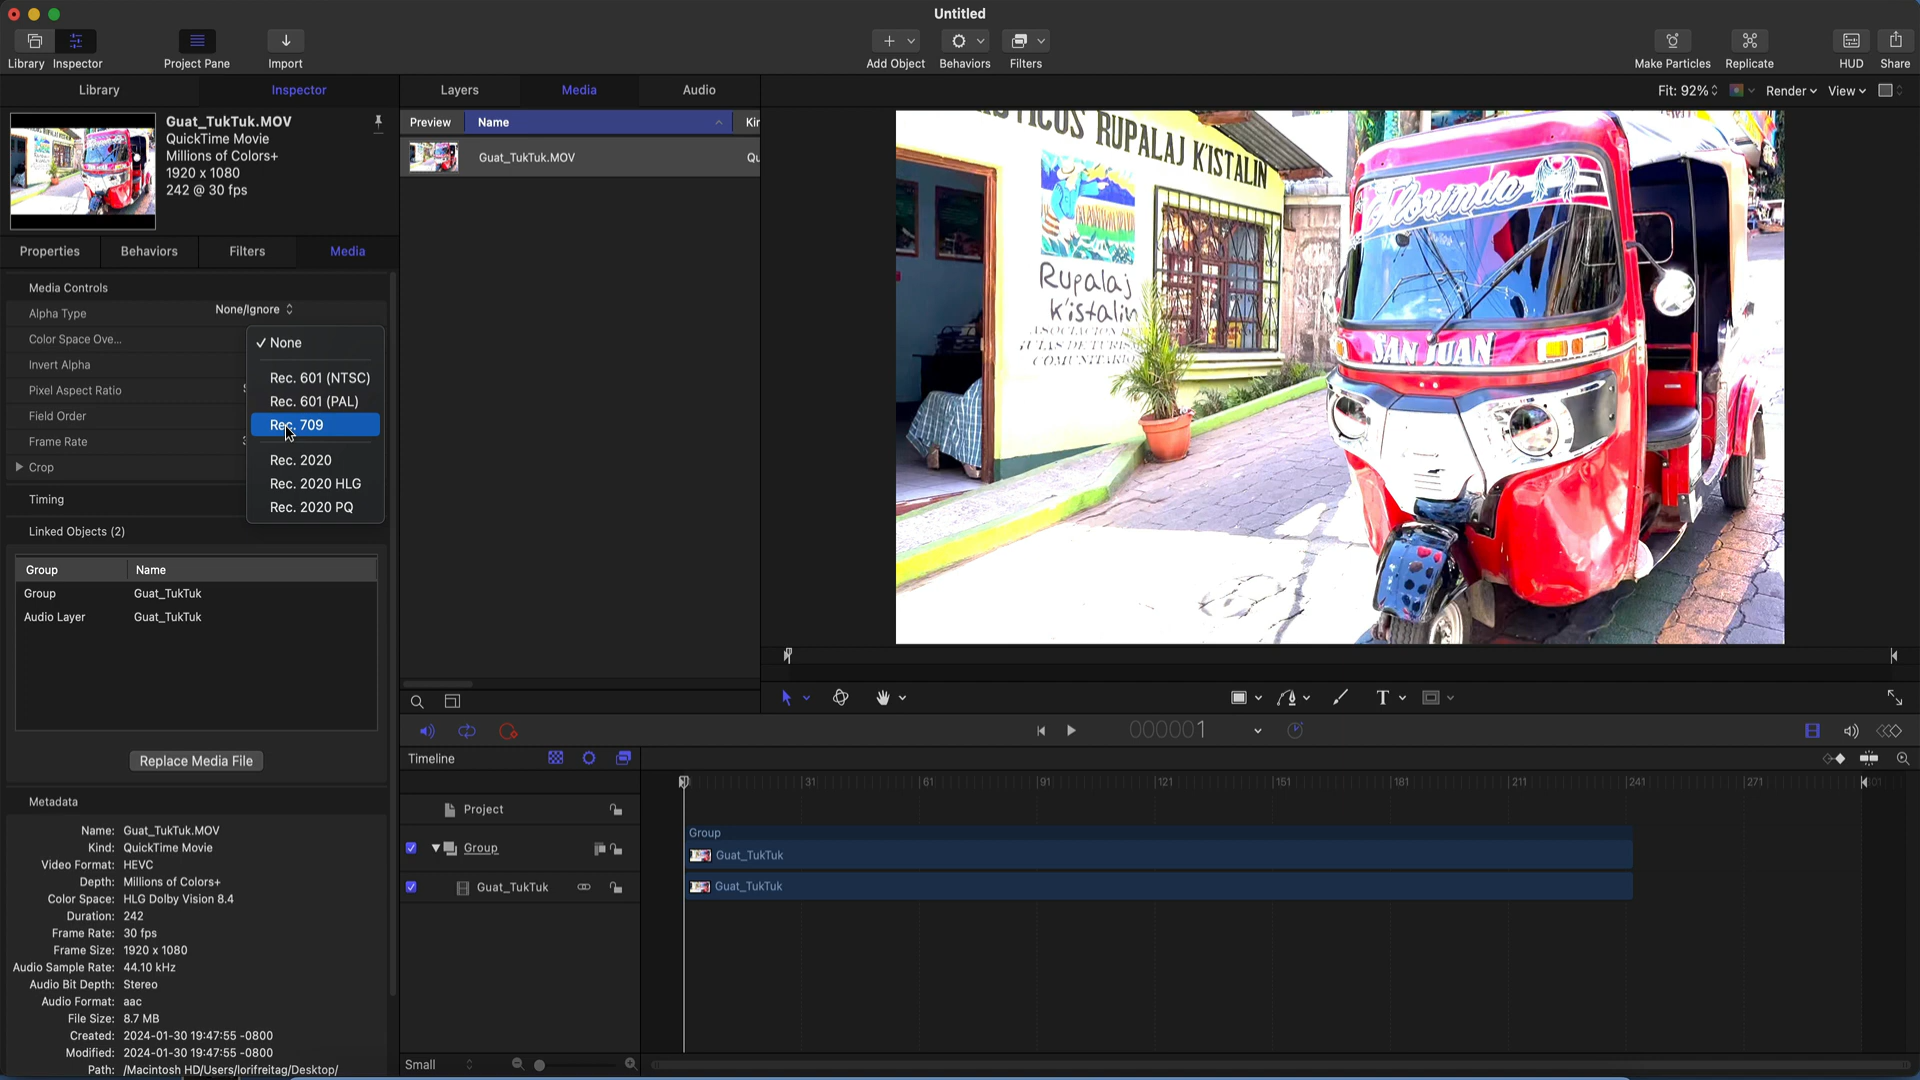 Untitled
Library
Inspector
Project Pane
Import
Add Object
Behaviors
Filters
Make Particles
Replicate
HUD
Share
Library
Inspector
Layers
Media
Audio
Fit: 92%
Render
View
Guat_TukTuk.MOV
QuickTime Movie
Millions of Colors+
1920 x 1080
242 @ 30 fps
Preview
Name
Kin
Guat_TukTuk.MOV
Qu
Properties
Behaviors
Filters
Media
Media Controls
Alpha Type
None/Ignore
Color Space Ove...
Invert Alpha
Pixel Aspect Ratio
Field Order
Frame Rate
Crop
✓ None
Rec. 601 (NTSC)
Rec. 601 (PAL)
Rec. 709
Rec. 2020
Rec. 2020 HLG
Rec. 2020 PQ
Timing
Linked Objects (2)
Group
Name
Group
Guat_TukTuk
Audio Layer
Guat_TukTuk
Replace Media File
Metadata
Name: Guat_TukTuk.MOV
Kind: QuickTime Movie
Video Format: HEVC
Depth: Millions of Colors+
Color Space: HLG Dolby Vision 8.4
Duration: 242
Frame Rate: 30 fps
Frame Size: 1920 x 1080
Audio Sample Rate: 44.10 kHz
Audio Bit Depth: Stereo
Audio Format: aac
File Size: 8.7 MB
Created: 2024-01-30 19:47:55 -0800
Modified: 2024-01-30 19:47:55 -0800
Path: /Macintosh HD/Users/lorifreitag/Desktop/
RUPALAJ K'ISTALIN
Rupalaj
K'istalin
Florinda
SAN JUAN
000001
Timeline
31
61
91
121
151
181
211
241
271
Project
Group
Guat_TukTuk
Group
Guat_TukTuk
Guat_TukTuk
Small